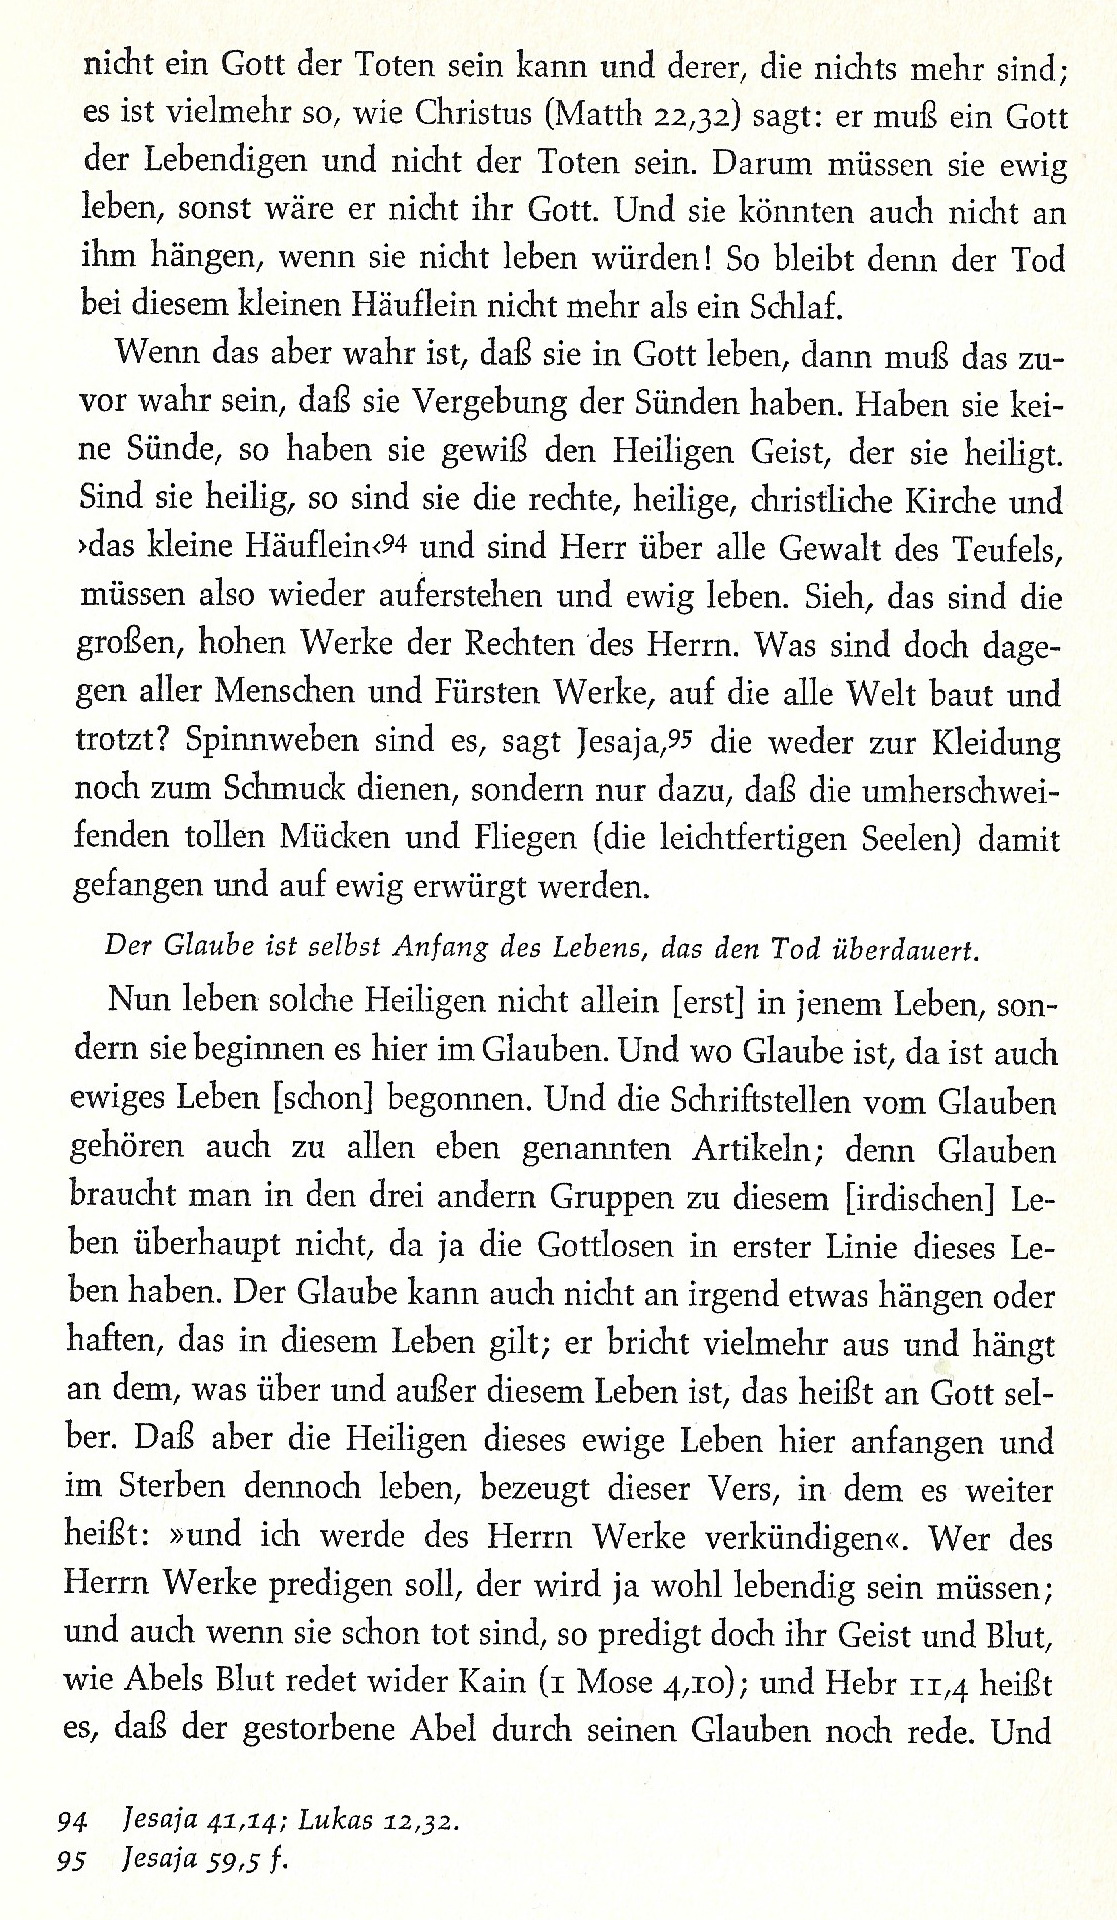 nicht ein Gott der Toten sein kann und derer, die nichts mehr sind;
es ist vielmehr so, wie Christus (Matth 22,32) sagt: er muß ein Gott
der Lebendigen und nicht der Toten sein. Darum müssen sie ewig
leben, sonst wäre er nicht ihr Gott. Und sie könnten auch nicht an
ihm hängen, wenn sie nicht leben würden! So bleibt denn der Tod
bei diesem kleinen Häuflein nicht mehr als ein Schlaf.
Wenn das aber wahr ist, daß sie in Gott leben, dann muß das zu-
vor wahr sein, daß sie Vergebung der Sünden haben. Haben sie kei-
ne Sünde, so haben sie gewiß den Heiligen Geist, der sie heiligt.
Sind sie heilig, so sind sie die rechte, heilige, christliche Kirche und
›das kleine Häuflein‹94 und sind Herr über alle Gewalt des Teufels,
müssen also wieder auferstehen und ewig leben. Sieh, das sind die
großen, hohen Werke der Rechten des Herrn. Was sind doch dage-
gen aller Menschen und Fürsten Werke, auf die alle Welt baut und
trotzt? Spinnweben sind es, sagt Jesaja,95 die weder zur Kleidung
noch zum Schmuck dienen, sondern nur dazu, daß die umherschwei-
fenden tollen Mücken und Fliegen (die leichtfertigen Seelen) damit
gefangen und auf ewig erwürgt werden.
Der Glaube ist selbst Anfang des Lebens, das den Tod überdauert.
Nun leben solche Heiligen nicht allein [erst] in jenem Leben, son-
dern sie beginnen es hier im Glauben. Und wo Glaube ist, da ist auch
ewiges Leben [schon] begonnen. Und die Schriftstellen vom Glauben
gehören auch zu allen eben genannten Artikeln; denn Glauben
braucht man in den drei andern Gruppen zu diesem [irdischen] Le-
ben überhaupt nicht, da ja die Gottlosen in erster Linie dieses Le-
ben haben. Der Glaube kann auch nicht an irgend etwas hängen oder
haften, das in diesem Leben gilt; er bricht vielmehr aus und hängt
an dem, was über und außer diesem Leben ist, das heißt an Gott sel-
ber. Daß aber die Heiligen dieses ewige Leben hier anfangen und
im Sterben dennoch leben, bezeugt dieser Vers, in dem es weiter
heißt: »und ich werde des Herrn Werke verkündigen«. Wer des
Herrn Werke predigen soll, der wird ja wohl lebendig sein müssen;
und auch wenn sie schon tot sind, so predigt doch ihr Geist und Blut,
wie Abels Blut redet wider Kain (1 Mose 4,10); und Hebr 11,4 heißt
es, daß der gestorbene Abel durch seinen Glauben noch rede. Und
94 Jesaja 41,14; Lukas 12,32.
95 Jesaja 59,5 f.